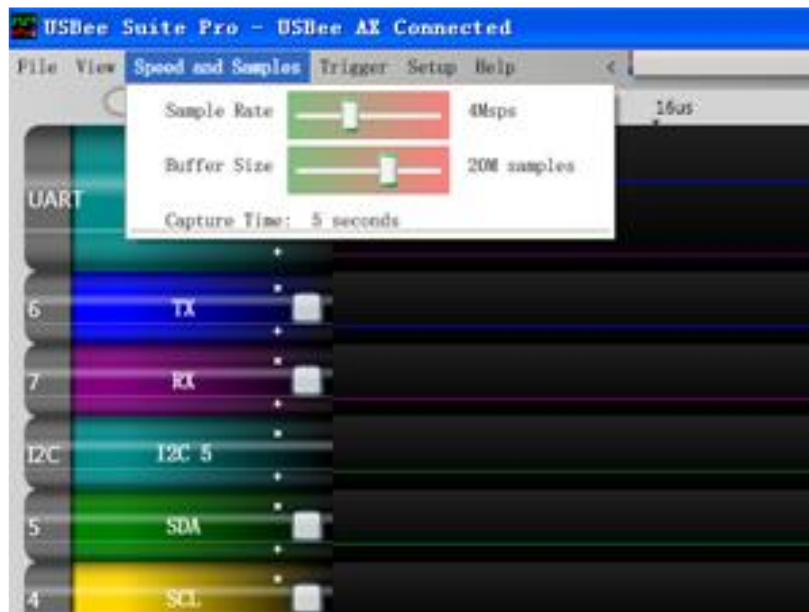 USBee Suite Pro - USBee AX Connected
File View Speed and Samples Trigger Setup Help <
Sample Rate 4Msps 16us
Buffer Size 20M samples
UART
Capture Time: 5 seconds
6 TX
7 RX
I2C I2C 5
5 SDA
4 SCL